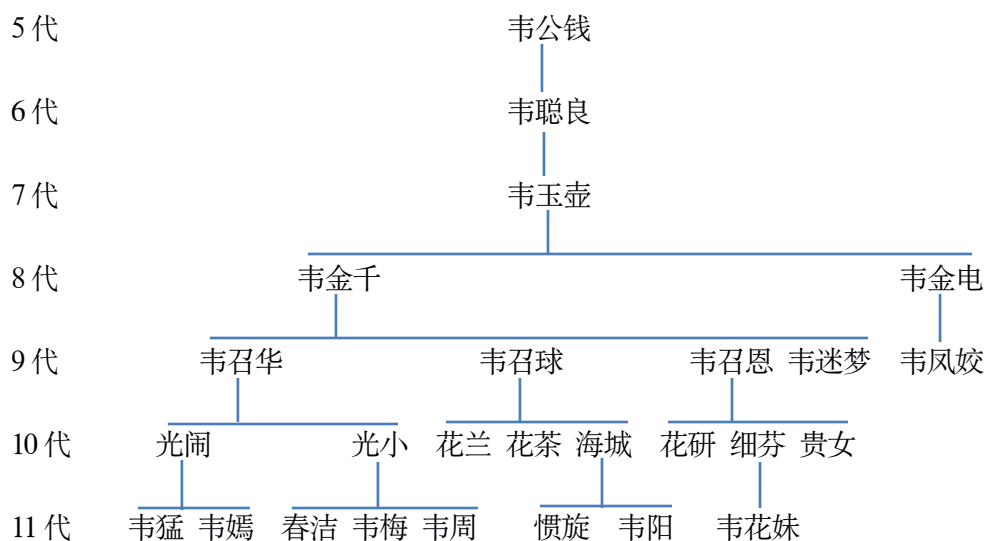 5 代 韦公钱
6 代 韦聪良
7 代 韦玉壶
8 代 韦金千 韦金电
9 代 韦召华 韦召球 韦召恩 韦迷梦 韦凤姣
10 代 光闹 光小 花兰 花茶 海城 花研 细芬 贵女
11 代 韦猛 韦嫣 春洁 韦梅 韦周 惯旋 韦阳 韦花妹